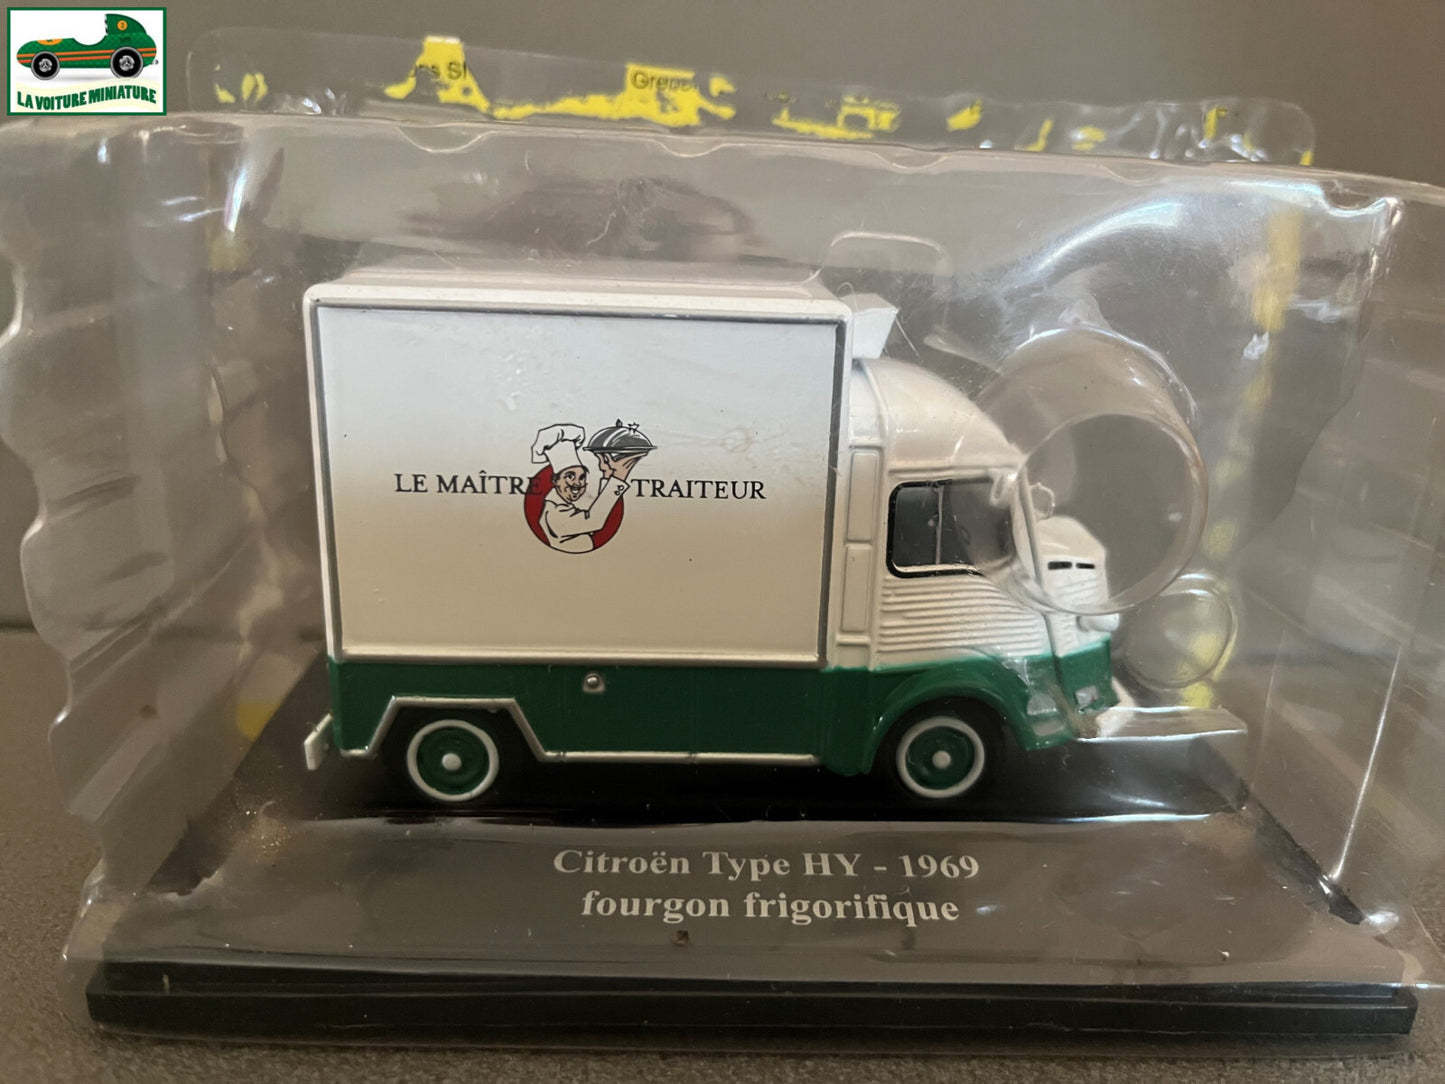 LA VOITURE MINIATURE
LE MAÎTRE TRAITEUR
Citroën Type HY - 1969
fourgon frigorifique